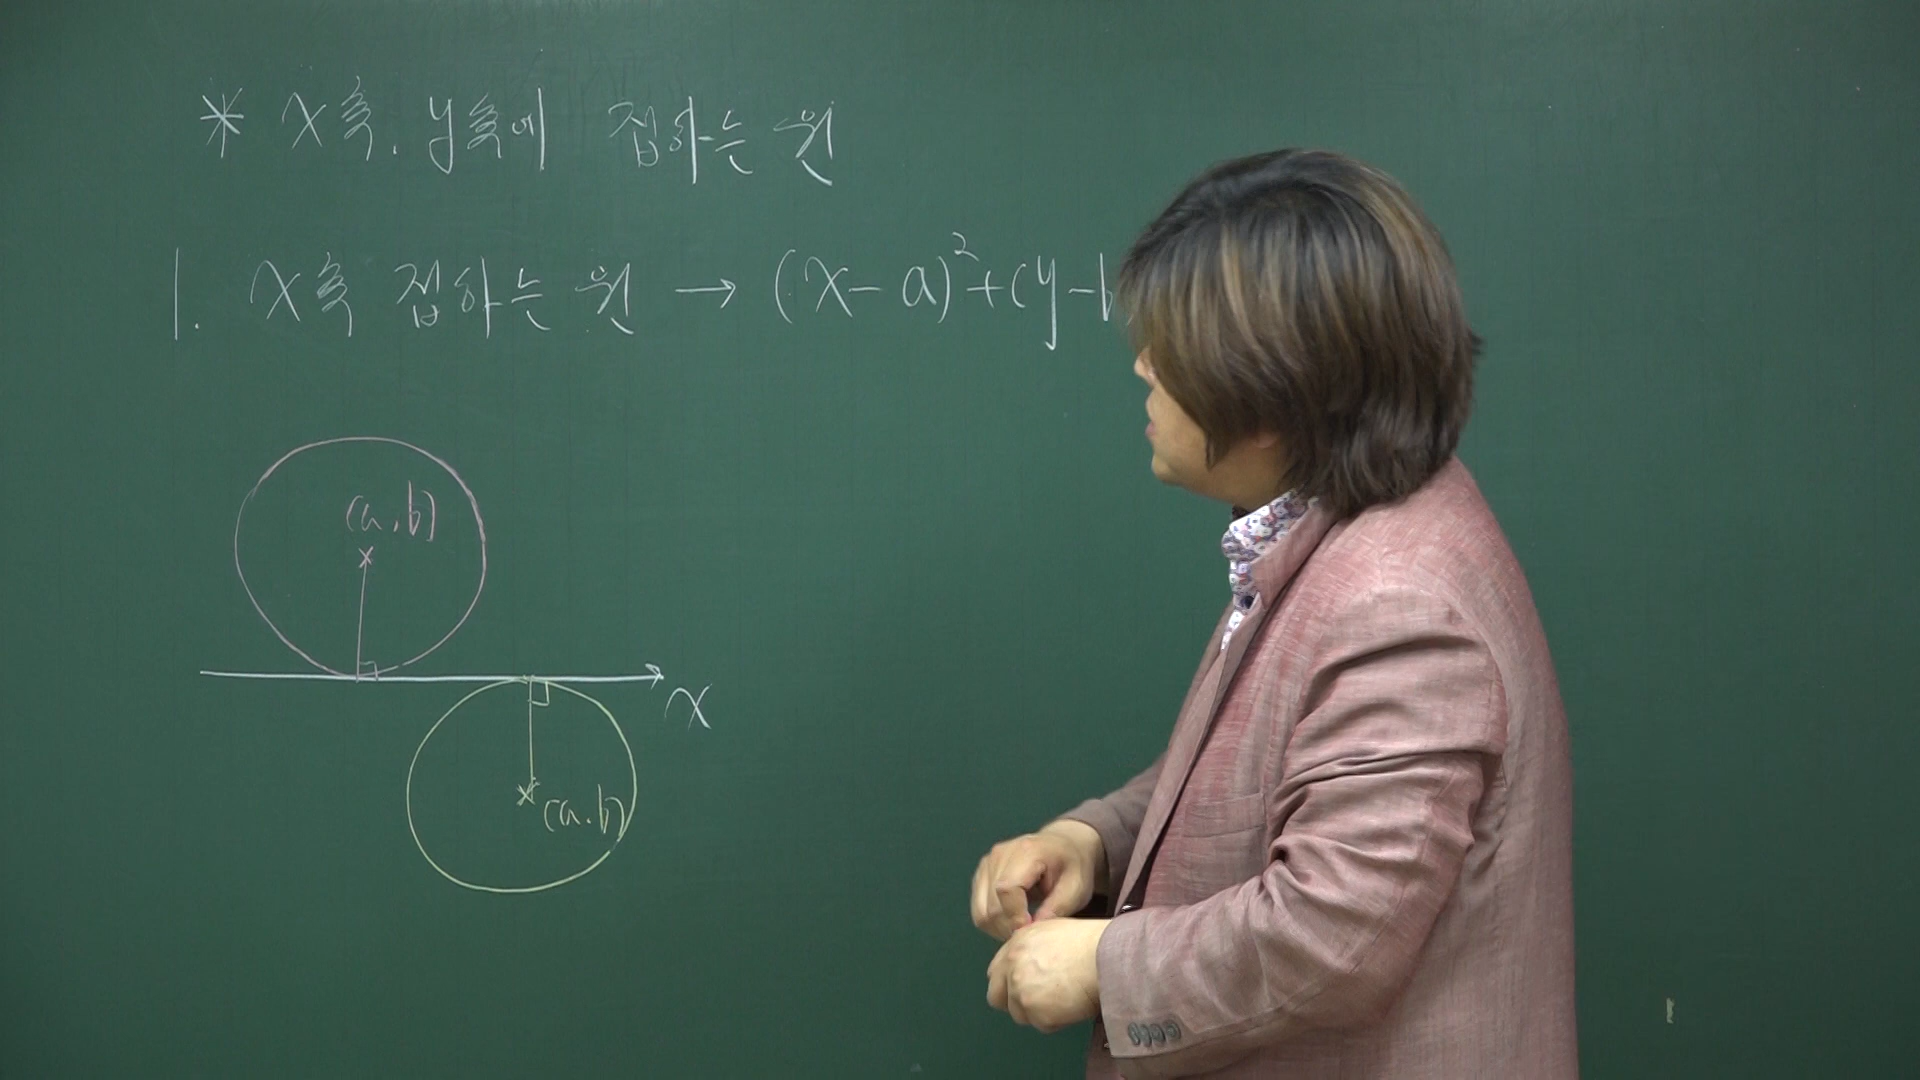 * x축. y축에 접하는 원
1. x축 접하는 원 → (x-a)²+(y-b
(a,b)
x
(a.b)